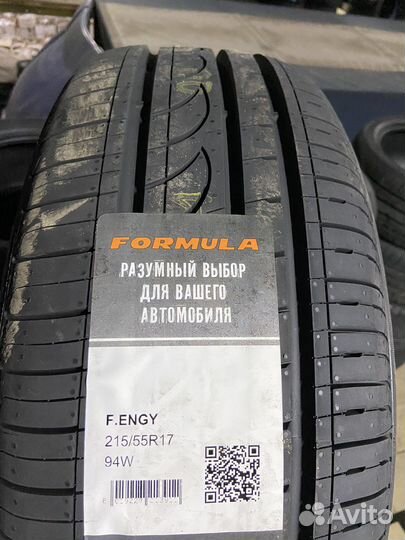 FORMULA
РАЗУМНЫЙ ВЫБОР
ДЛЯ ВАШЕГО
АВТОМОБИЛЯ
F.ENGY
215/55R17
94W
Avito